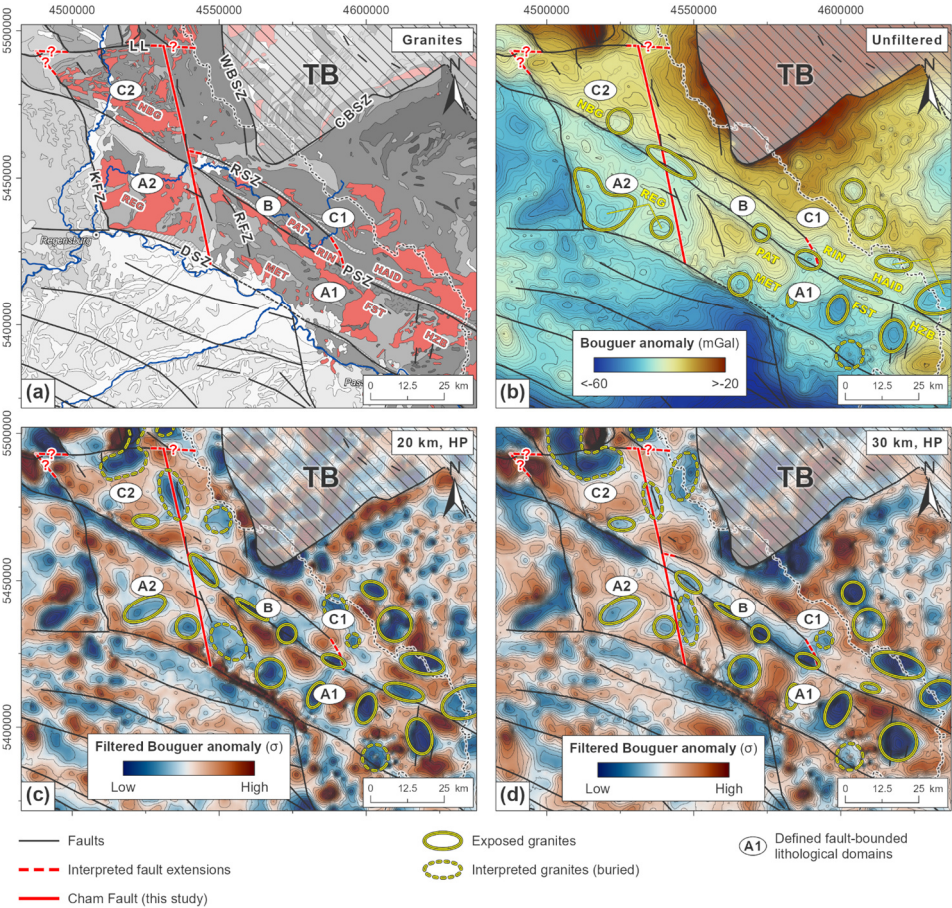 4500000 4550000 4600000
4500000 4550000 4600000
5500000
5450000
5400000
Granites
LL
?
?
?
WBSZ
TB
CBSZ
N
C2
NBG
KFZ
A2
REG
RSZ
B
RFZ
PAT
C1
RIN
PSZ
HAID
Regensburg
DSZ
MET
A1
FST
HZB
Pas
0 12.5 25 km
(a)
Unfiltered
?
?
?
TB
N
C2
NBG
A2
REG
B
C1
PAT
RIN
HAID
MET
A1
FST
HZB
Bouguer anomaly (mGal)
<-60 >-20
0 12.5 25 km
(b)
5500000
5450000
5400000
20 km, HP
?
?
?
TB
N
C2
A2
B
C1
A1
Filtered Bouguer anomaly (σ)
Low High
0 12.5 25 km
(c)
30 km, HP
?
?
?
TB
N
C2
A2
B
C1
A1
Filtered Bouguer anomaly (σ)
Low High
0 12.5 25 km
(d)
Faults
Interpreted fault extensions
Cham Fault (this study)
Exposed granites
Interpreted granites (buried)
A1 Defined fault-bounded
lithological domains